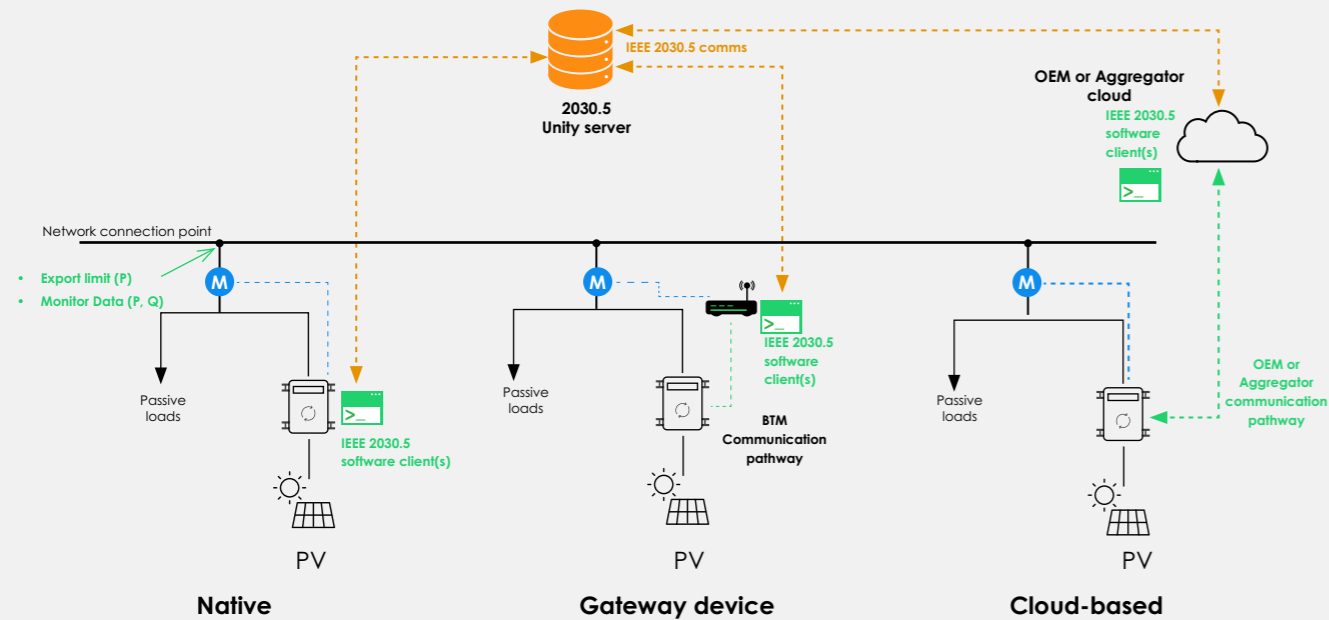 IEEE 2030.5 comms
2030.5
Unity server
OEM or Aggregator
cloud
IEEE 2030.5
software
client(s)
>_
Network connection point
• Export limit (P)
• Monitor Data (P, Q)
M
M
M
>_
>_
IEEE 2030.5
software
client(s)
Passive
loads
Passive
loads
Passive
loads
IEEE 2030.5
software client(s)
BTM
Communication
pathway
OEM or
Aggregator
communication
pathway
PV
PV
PV
Native
Gateway device
Cloud-based